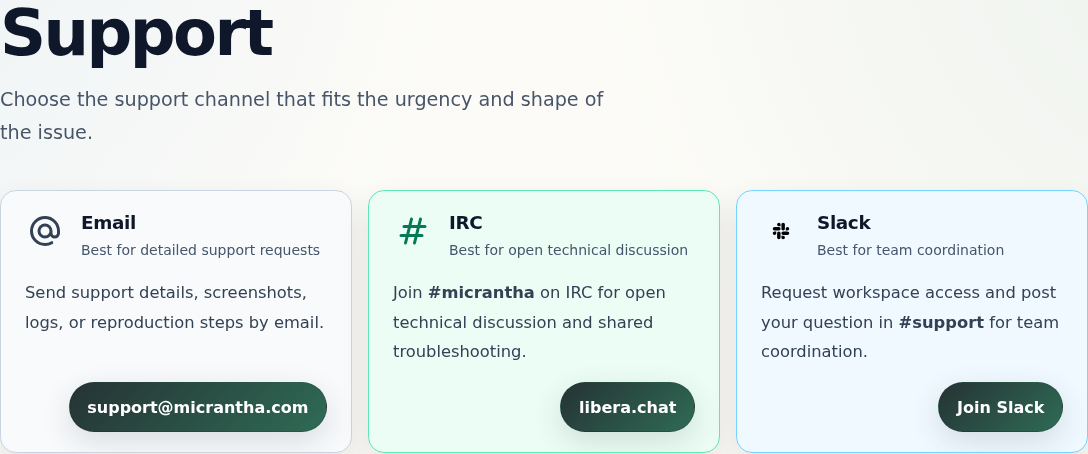 Support
Choose the support channel that fits the urgency and shape of
the issue.
Email
Best for detailed support requests
Send support details, screenshots,
logs, or reproduction steps by email.
support@micrantha.com
IRC
Best for open technical discussion
Join #micrantha on IRC for open
technical discussion and shared
troubleshooting.
libera.chat
Slack
Best for team coordination
Request workspace access and post
your question in #support for team
coordination.
Join Slack